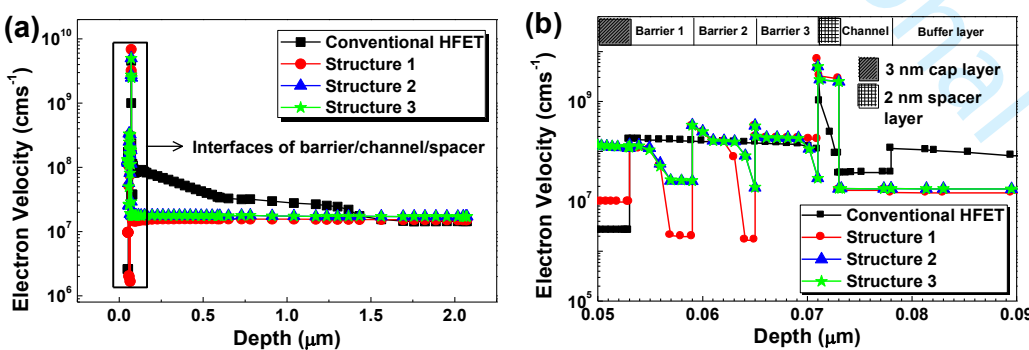 (a)
10^10
10^9
10^8
10^7
10^6
Electron Velocity (cms^-1)
Conventional HFET
Structure 1
Structure 2
Structure 3
Interfaces of barrier/channel/spacer
0.0 0.5 1.0 1.5 2.0
Depth (μm)
(b)
Barrier 1 Barrier 2 Barrier 3 Channel Buffer layer
3 nm cap layer
2 nm spacer
layer
10^9
10^7
10^5
Electron Velocity (cms^-1)
Conventional HFET
Structure 1
Structure 2
Structure 3
0.05 0.06 0.07 0.08 0.09
Depth (μm)